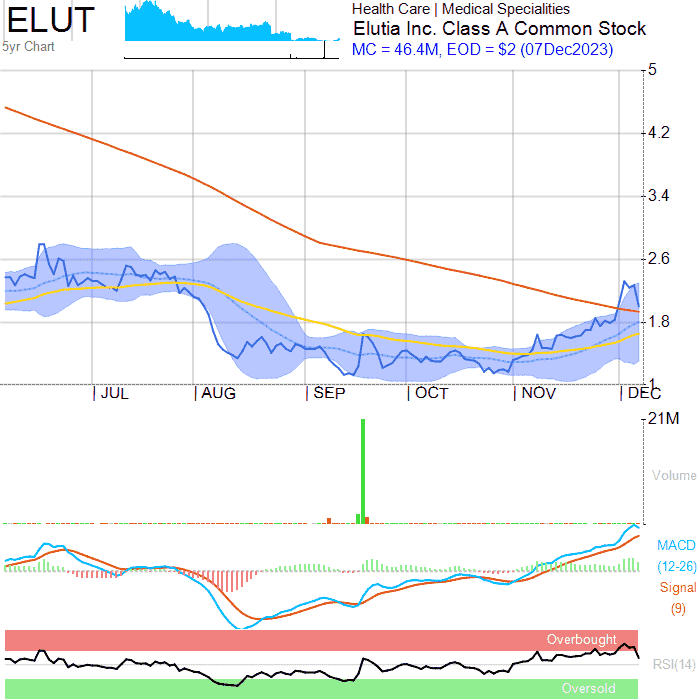 ELUT
5yr Chart
Health Care | Medical Specialities
Elutia Inc. Class A Common Stock
MC = 46.4M, EOD = $2 (07Dec2023)
5
4.2
3.4
2.6
1.8
1
JUL AUG SEP OCT NOV DEC
21M
Volume
MACD
(12-26)
Signal
(9)
Overbought
RSI(14)
Oversold